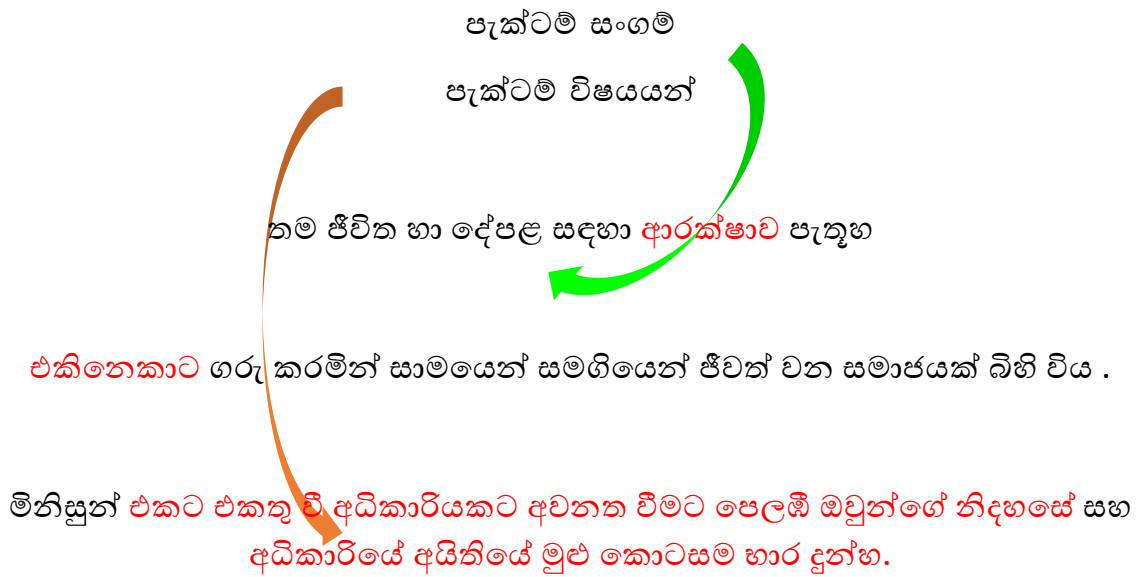 පැක්ටම් සංගම්
පැක්ටම් විෂයයන්
තම ජීවිත හා දේපළ සඳහා ආරක්ෂාව පැතූහ
එකිනෙකාට ගරු කරමින් සාමයෙන් සමගියෙන් ජීවත් වන සමාජයක් බිහි විය .
මිනිසුන් එකට එකතු වී අධිකාරියකට අවනත වීමට පෙලඹී ඔවුන්ගේ නිදහසේ සහ
අධිකාරියේ අයිතියේ මුළු කොටසම භාර දුන්හ.